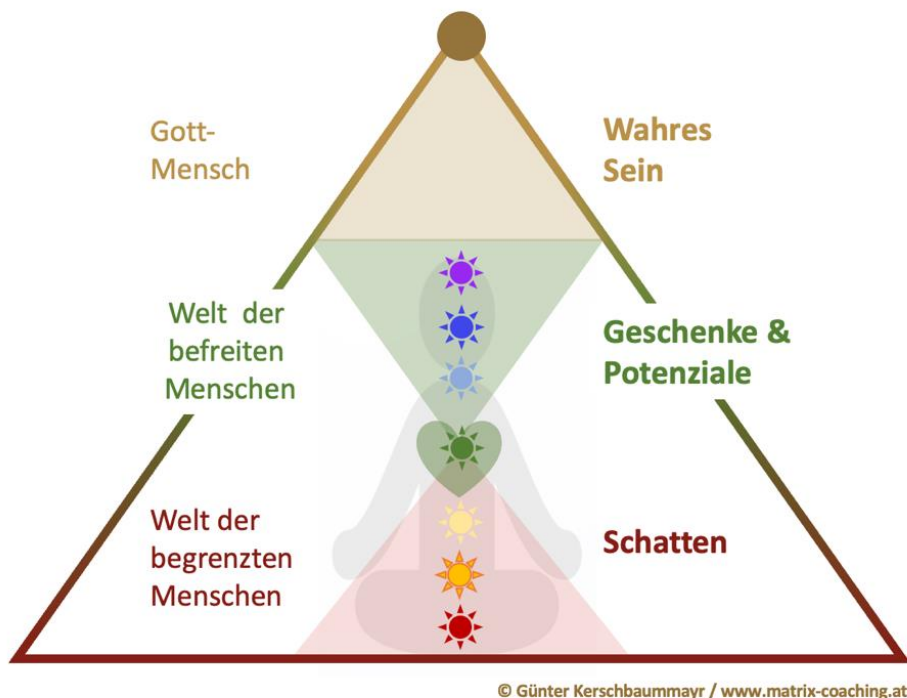 Gott-
Mensch
Wahres
Sein
Welt der
befreiten
Menschen
Geschenke &
Potenziale
Welt der
begrenzten
Menschen
Schatten
© Günter Kerschbaummayr / www.matrix-coaching.at